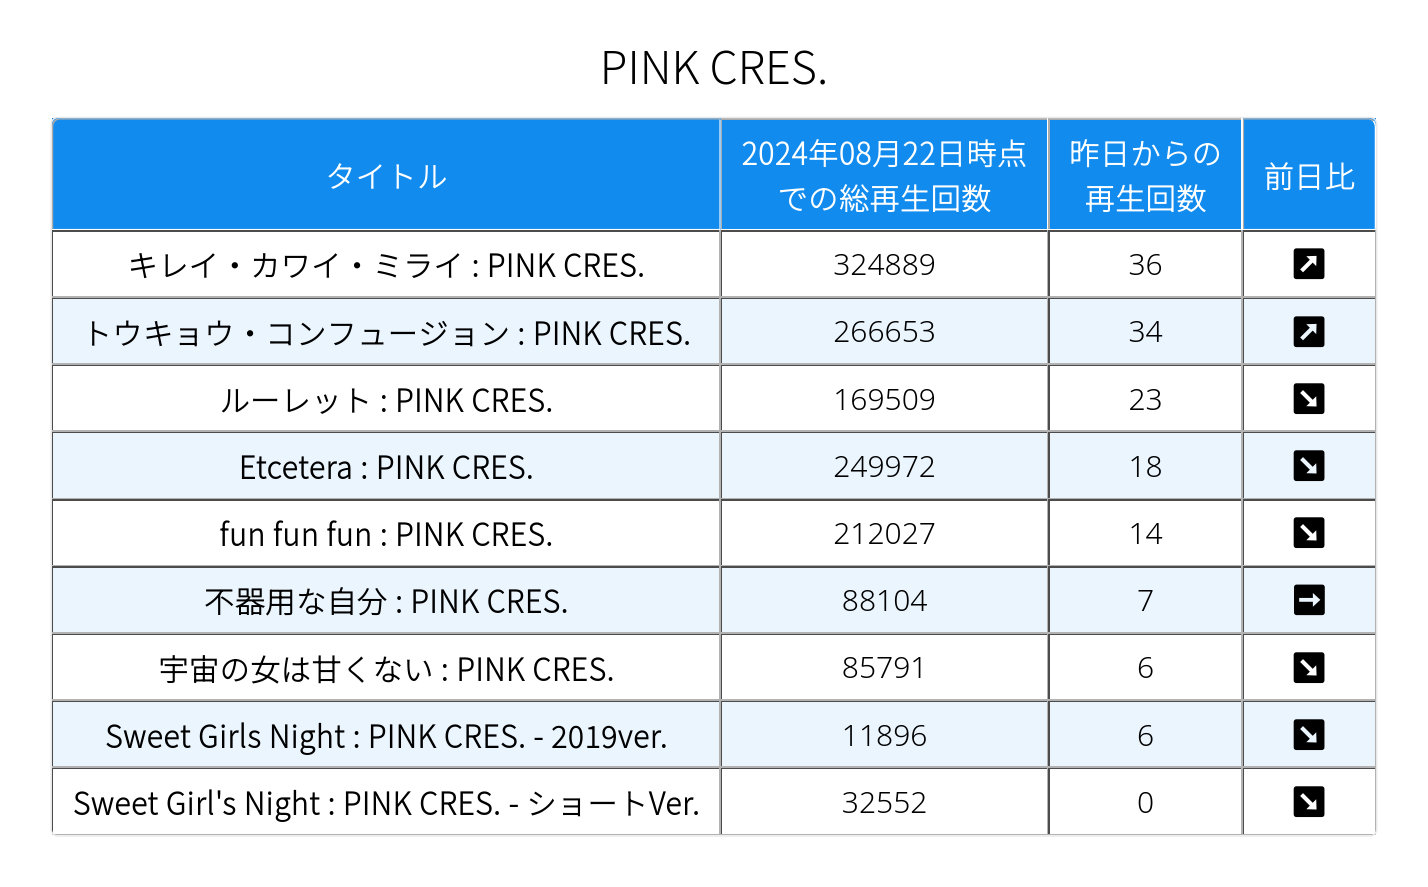 PINK CRES.
タイトル
2024年08月22日時点
での総再生回数
昨日からの
再生回数
前日比
キレイ・カワイ・ミライ : PINK CRES. 324889 36 ↗
トウキョウ・コンフュージョン : PINK CRES. 266653 34 ↗
ルーレット : PINK CRES. 169509 23 ↘
Etcetera : PINK CRES. 249972 18 ↘
fun fun fun : PINK CRES. 212027 14 ↘
不器用な自分 : PINK CRES. 88104 7 →
宇宙の女は甘くない : PINK CRES. 85791 6 ↘
Sweet Girls Night : PINK CRES. - 2019ver. 11896 6 ↘
Sweet Girl's Night : PINK CRES. - ショートVer. 32552 0 ↘